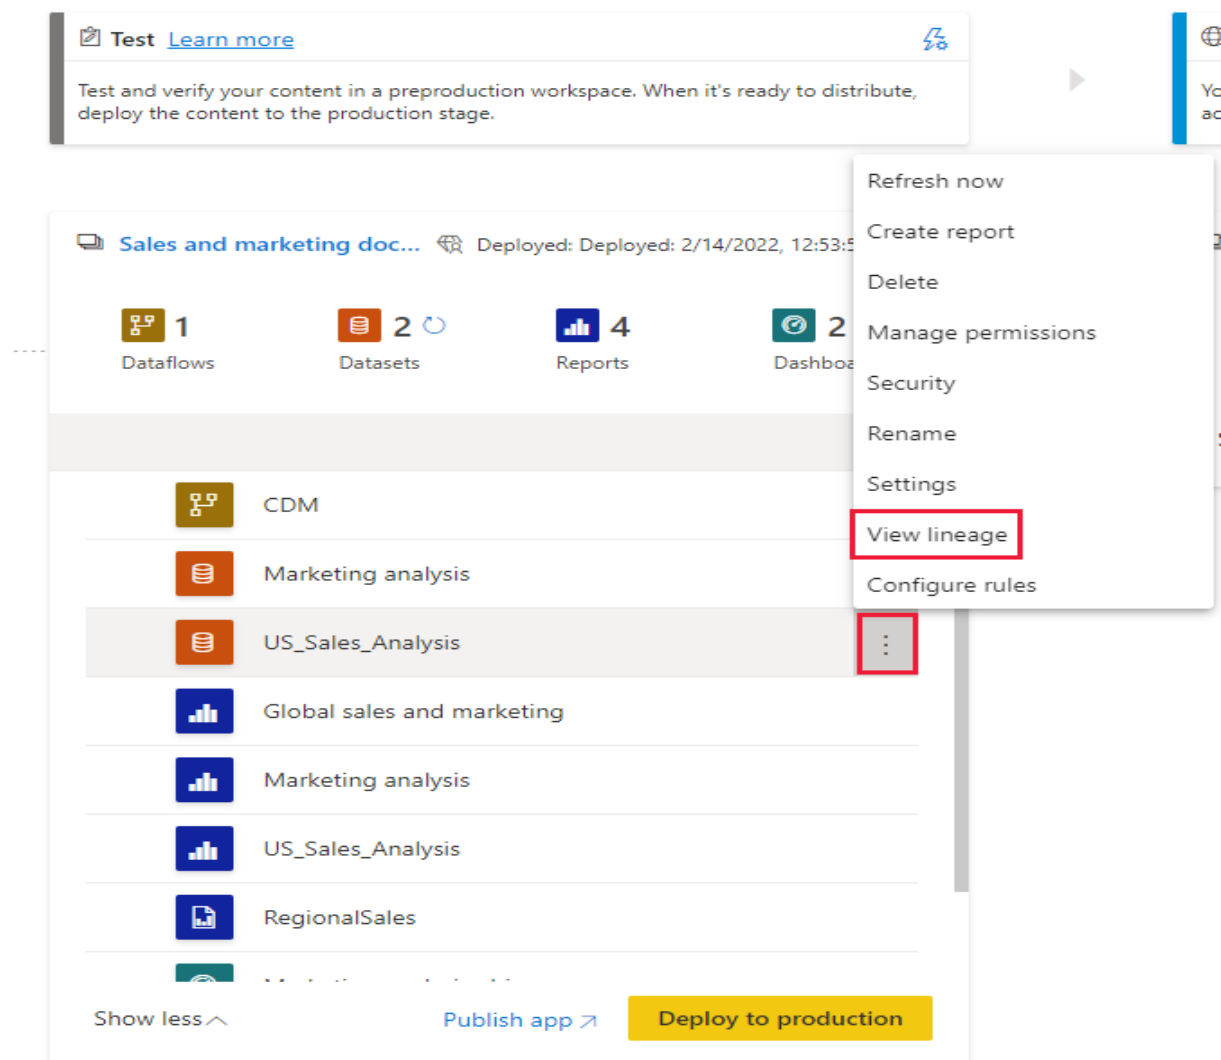 Test Learn more
Test and verify your content in a preproduction workspace. When it's ready to distribute,
deploy the content to the production stage.
Refresh now
Create report
Delete
Manage permissions
Security
Rename
Settings
View lineage
Configure rules
Sales and marketing doc... Deployed: Deployed: 2/14/2022, 12:53:5
1
Dataflows
2
Datasets
4
Reports
2
Dashboa
CDM
Marketing analysis
US_Sales_Analysis
Global sales and marketing
Marketing analysis
US_Sales_Analysis
RegionalSales
Show less
Publish app
Deploy to production